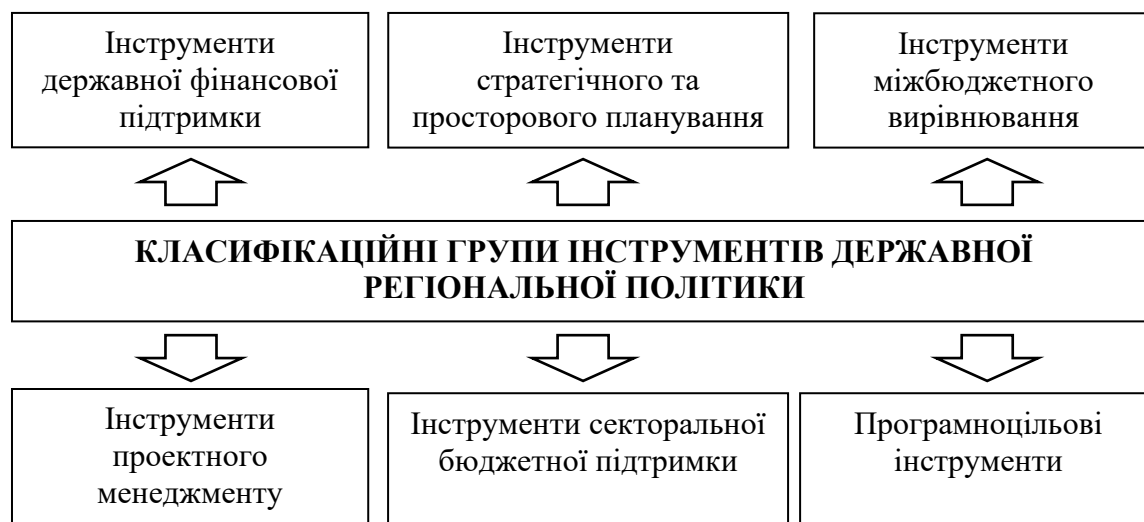 Інструменти
державної фінансової
підтримки
Інструменти
стратегічного та
просторового планування
Інструменти
міжбюджетного
вирівнювання
КЛАСИФІКАЦІЙНІ ГРУПИ ІНСТРУМЕНТІВ ДЕРЖАВНОЇ
РЕГІОНАЛЬНОЇ ПОЛІТИКИ
Інструменти
проектного
менеджменту
Інструменти секторальної
бюджетної підтримки
Програмноцільові
інструменти